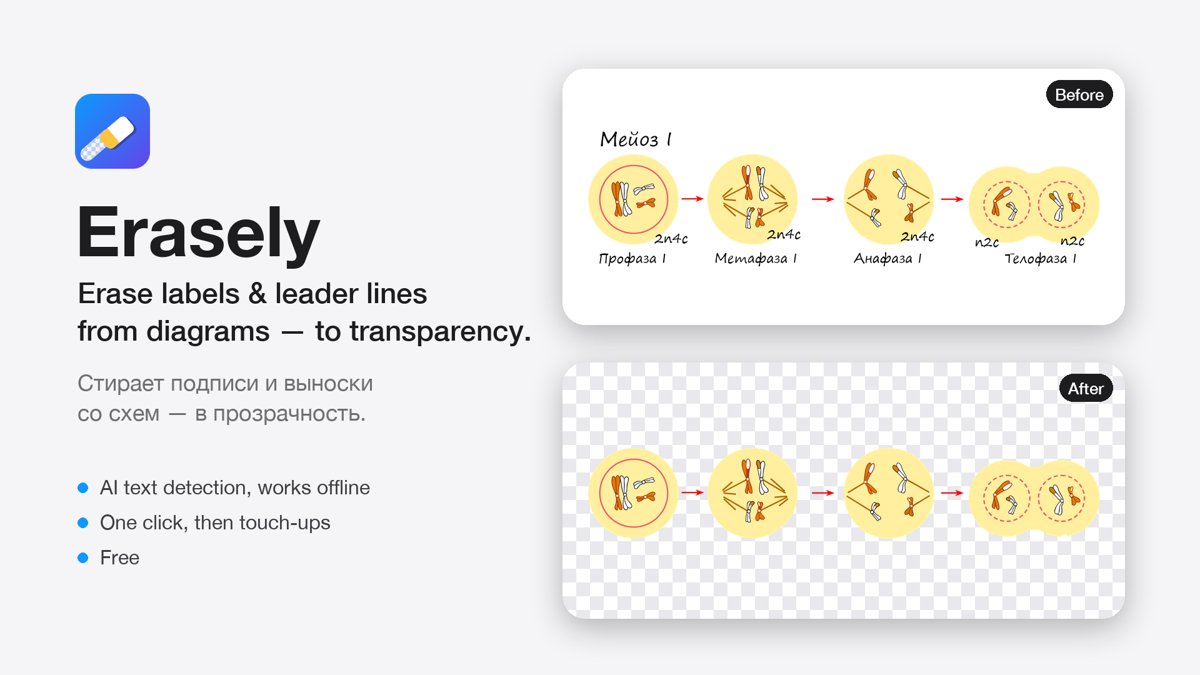 Erasely
Erase labels & leader lines
from diagrams — to transparency.
Стирает подписи и выноски
со схем — в прозрачность.
AI text detection, works offline
One click, then touch-ups
Free
Before
Мейоз I
2n4c
2n4c
2n4c
n2c
n2c
Профаза I
Метафаза I
Анафаза I
Телофаза I
After